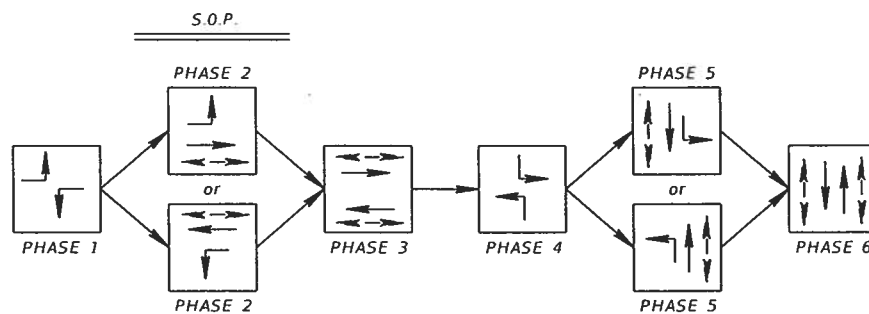 S.O.P.
PHASE 2
PHASE 5
or
or
PHASE 1
PHASE 3
PHASE 4
PHASE 6
PHASE 2
PHASE 5